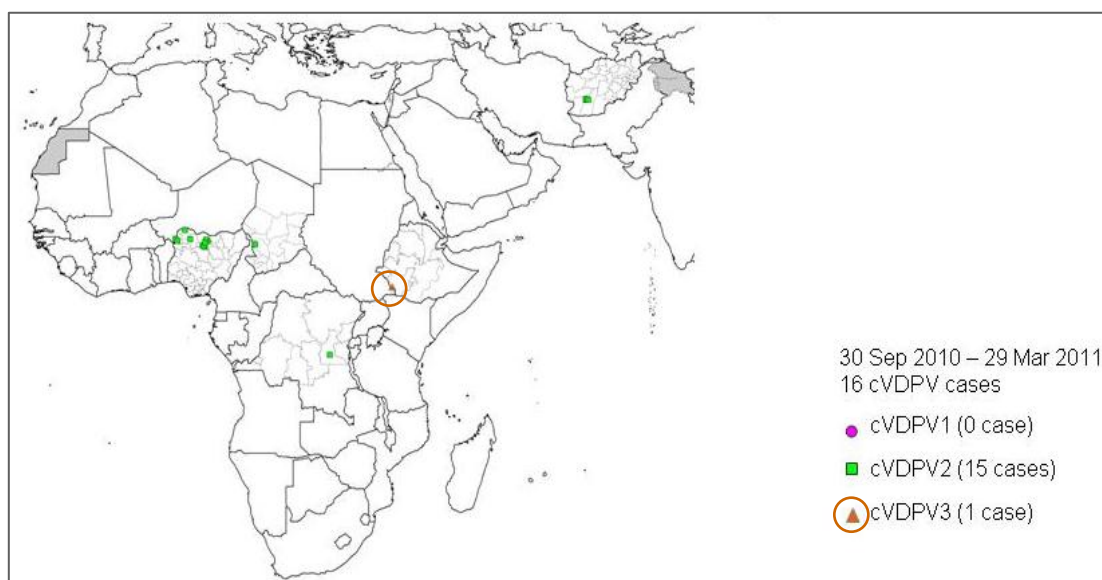 30 Sep 2010 – 29 Mar 2011
16 cVDPV cases
cVDPV1 (0 case)
cVDPV2 (15 cases)
cVDPV3 (1 case)